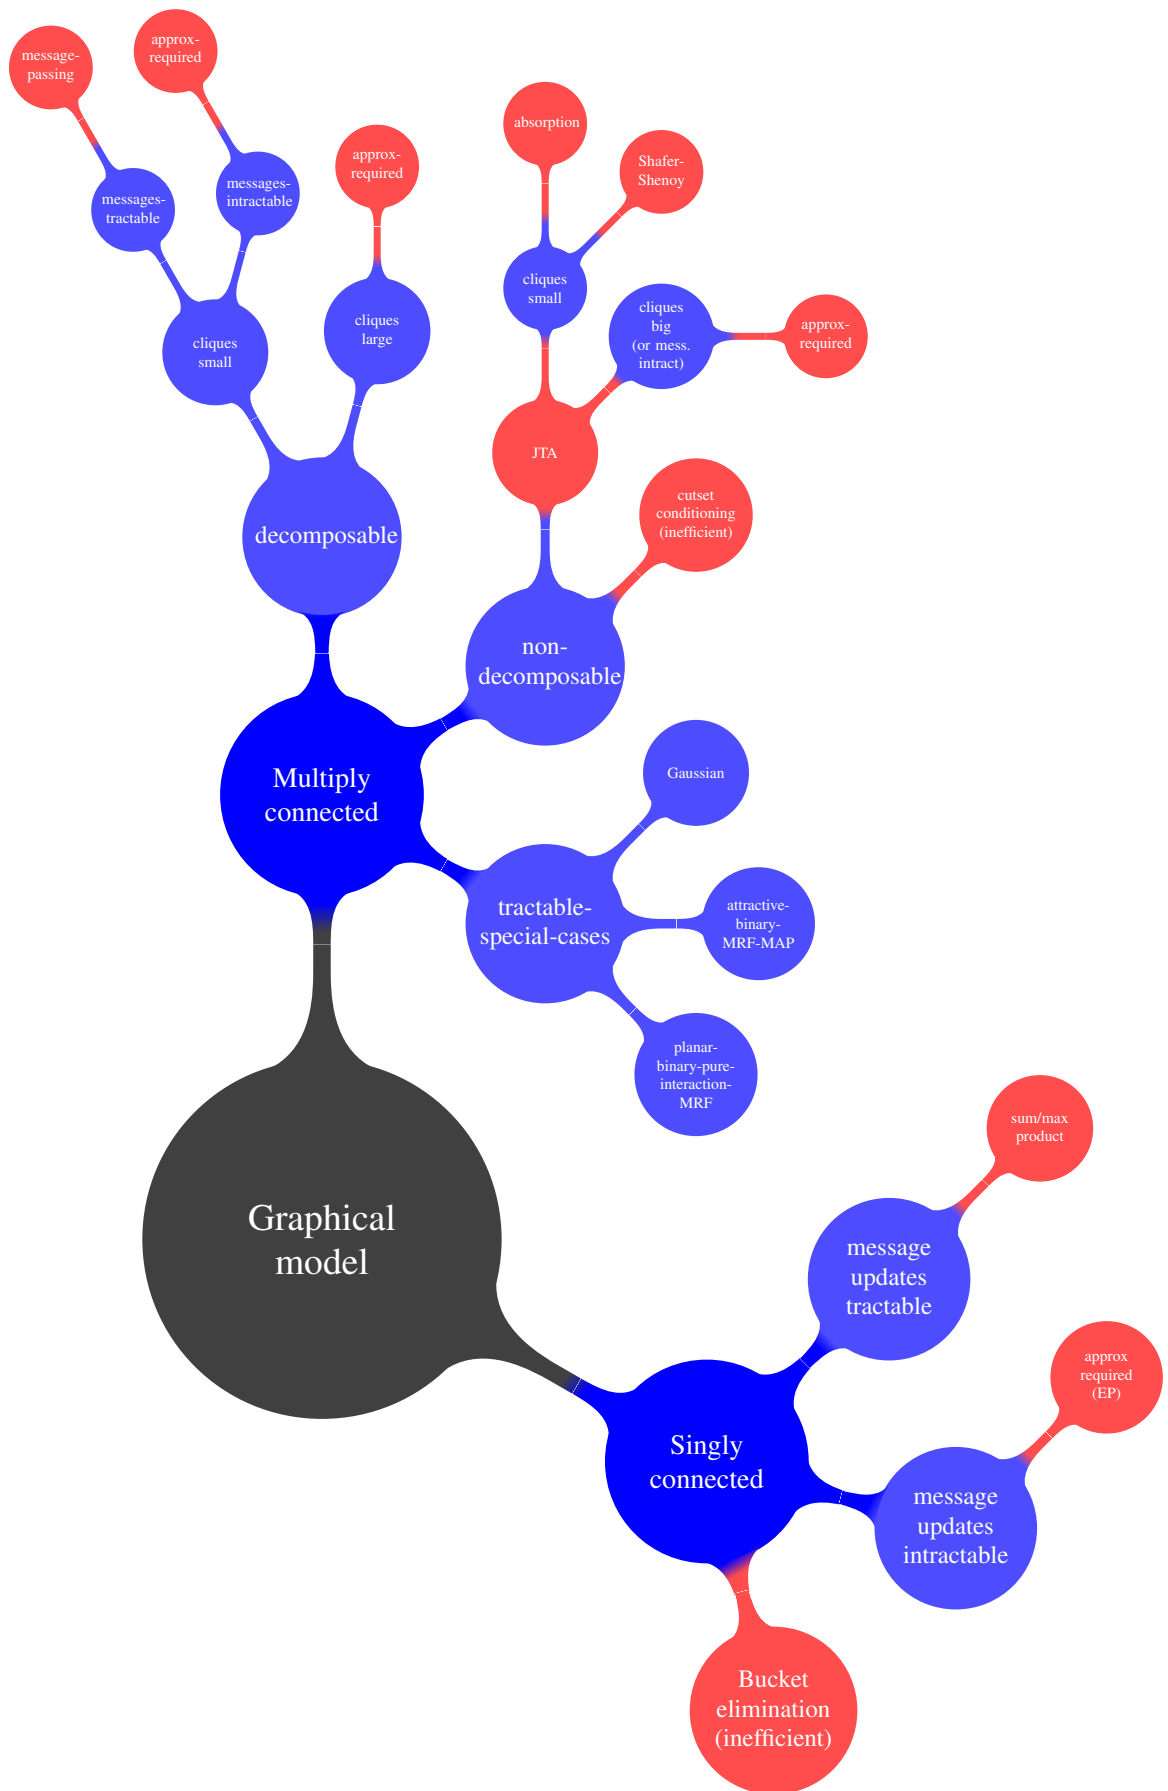 message-
passing
approx-
required
messages-
tractable
messages-
intractable
approx-
required
cliques
small
cliques
large
decomposable
absorption
Shafer-
Shenoy
cliques
small
cliques
big
(or mess.
intract)
approx-
required
JTA
cutset
conditioning
(inefficient)
non-
decomposable
Multiply
connected
Gaussian
tractable-
special-cases
attractive-
binary-
MRF-MAP
planar-
binary-pure-
interaction-
MRF
Graphical
model
sum/max
product
message
updates
tractable
approx
required
(EP)
Singly
connected
message
updates
intractable
Bucket
elimination
(inefficient)